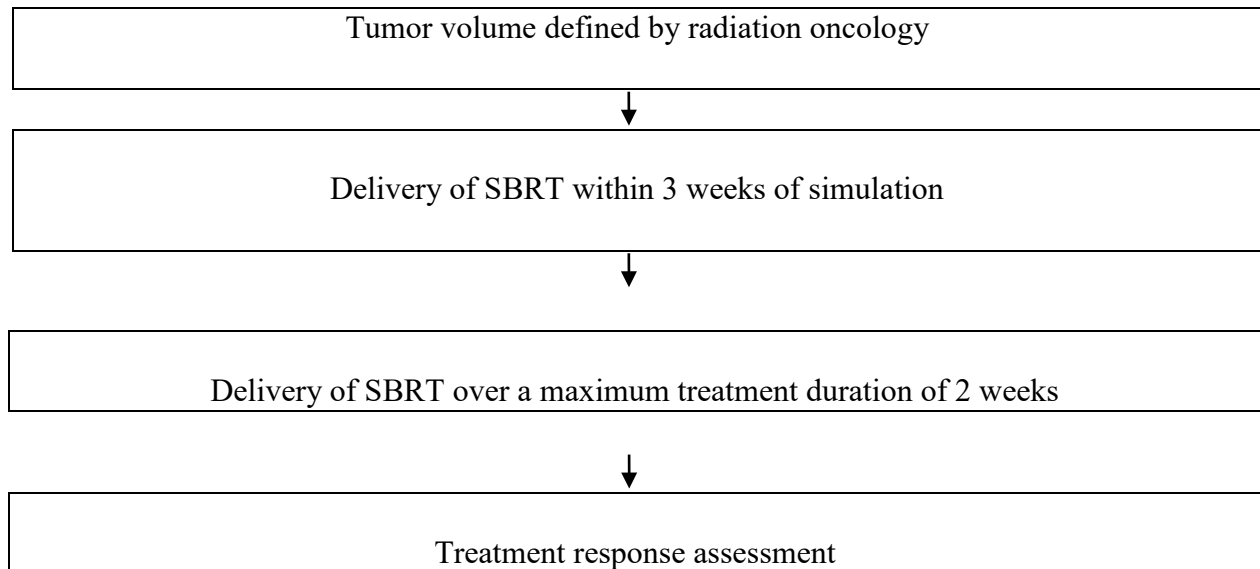 Tumor volume defined by radiation oncology
Delivery of SBRT within 3 weeks of simulation
Delivery of SBRT over a maximum treatment duration of 2 weeks
Treatment response assessment